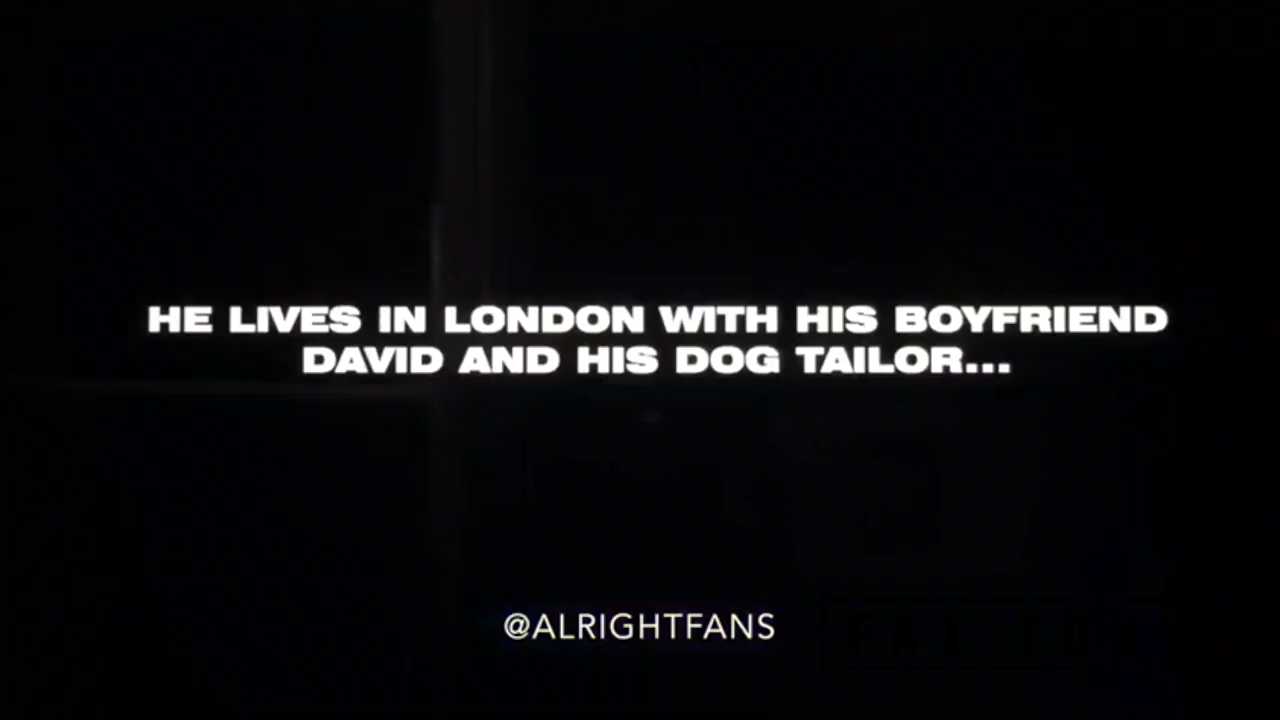 HE LIVES IN LONDON WITH HIS BOYFRIEND
DAVID AND HIS DOG TAILOR...
@ALRIGHTFANS